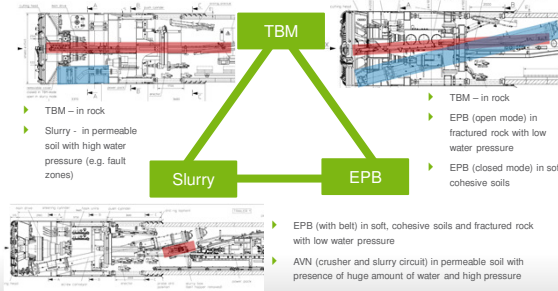 TBM
TBM – in rock
Slurry - in permeable
soil with high water
pressure (e.g. fault
zones)
TBM – in rock
EPB (open mode) in
fractured rock with low
water pressure
EPB (closed mode) in sof
cohesive soils
Slurry
EPB
EPB (with belt) in soft, cohesive soils and fractured rock
with low water pressure
AVN (crusher and slurry circuit) in permeable soil with
presence of huge amount of water and high pressure